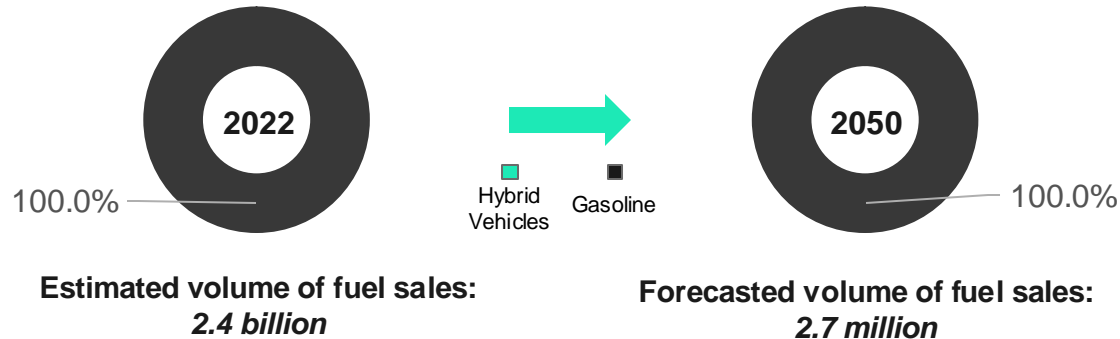 2022
2050
100.0%
100.0%
Hybrid
Vehicles
Gasoline
Estimated volume of fuel sales:
2.4 billion
Forecasted volume of fuel sales:
2.7 million